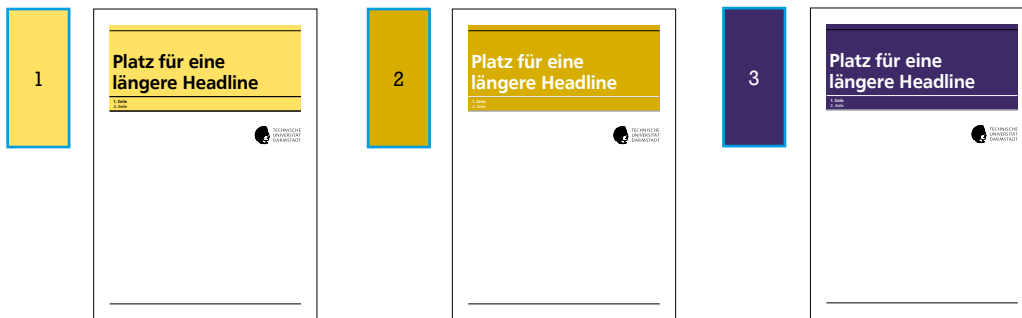 1
Platz für eine
längere Headline
1. Zeile
2. Zeile
TECHNISCHE
UNIVERSITÄT
DARMSTADT
2
Platz für eine
längere Headline
1. Zeile
2. Zeile
TECHNISCHE
UNIVERSITÄT
DARMSTADT
3
Platz für eine
längere Headline
1. Zeile
2. Zeile
TECHNISCHE
UNIVERSITÄT
DARMSTADT